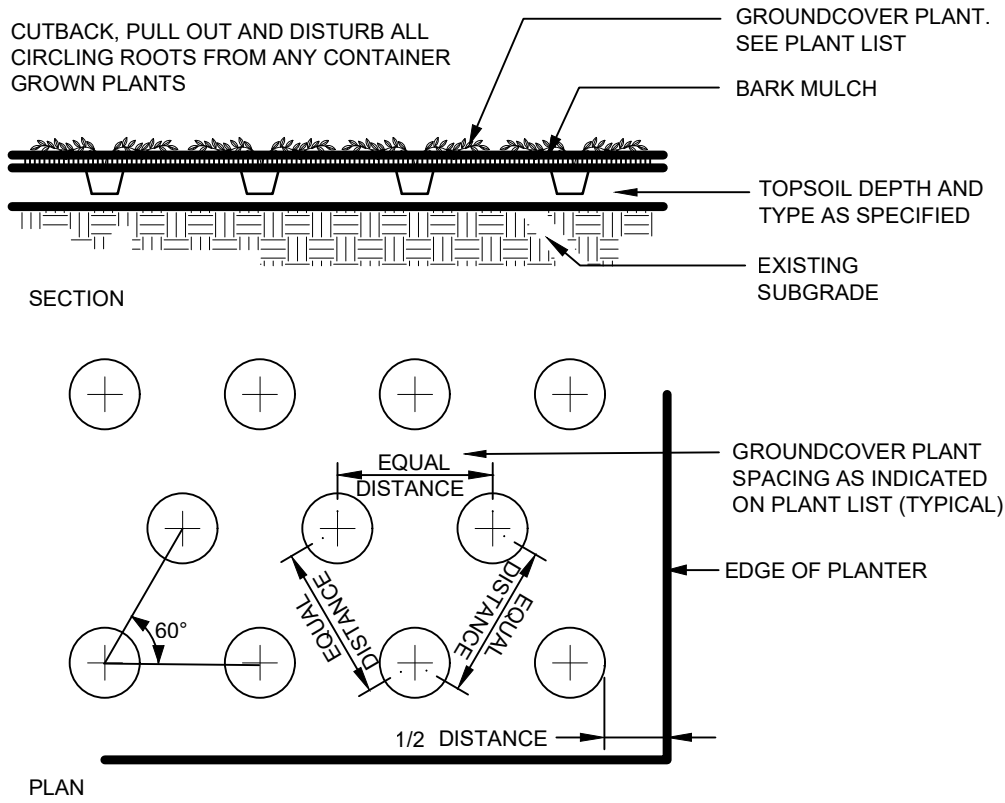 CUTBACK, PULL OUT AND DISTURB ALL
CIRCLING ROOTS FROM ANY CONTAINER
GROWN PLANTS
GROUNDCOVER PLANT.
SEE PLANT LIST
BARK MULCH
TOPSOIL DEPTH AND
TYPE AS SPECIFIED
EXISTING
SUBGRADE
SECTION
EQUAL
DISTANCE
GROUNDCOVER PLANT
SPACING AS INDICATED
ON PLANT LIST (TYPICAL)
EDGE OF PLANTER
60°
EQUAL
DISTANCE
EQUAL
DISTANCE
1/2 DISTANCE
PLAN